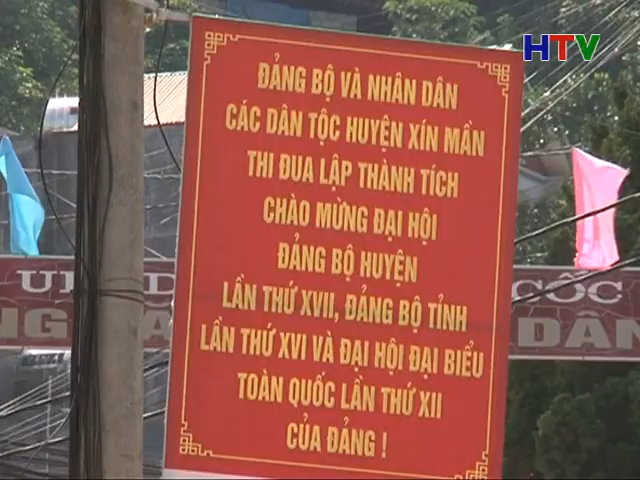 HTV
ĐẢNG BỘ VÀ NHÂN DÂN
CÁC DÂN TỘC HUYỆN XÍN MẦN
THI ĐUA LẬP THÀNH TÍCH
CHÀO MỪNG ĐẠI HỘI
ĐẢNG BỘ HUYỆN
LẦN THỨ XVII, ĐẢNG BỘ TỈNH
LẦN THỨ XVI VÀ ĐẠI HỘI ĐẠI BIỂU
TOÀN QUỐC LẦN THỨ XII
CỦA ĐẢNG !
CỐC
DÂN